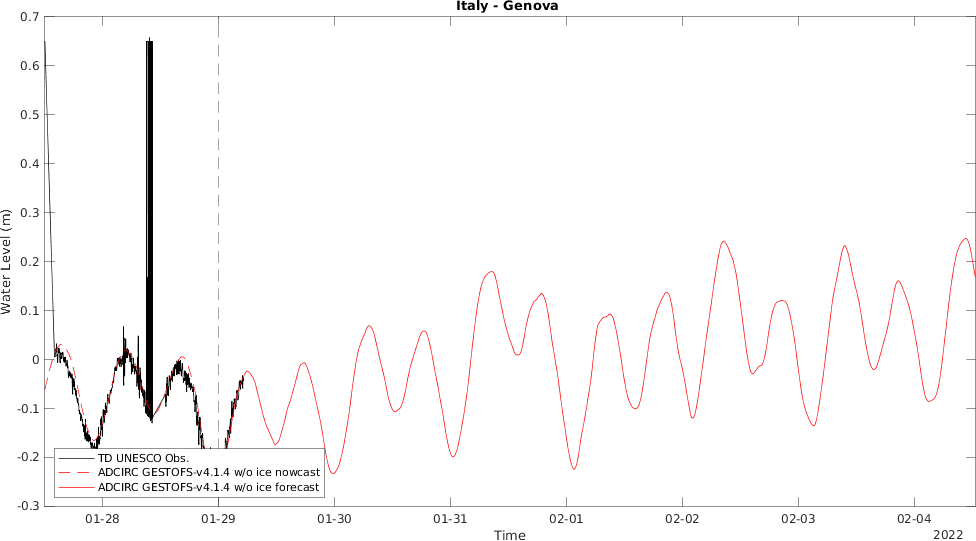 Italy - Genova
0.7
0.6
0.5
0.4
0.3
0.2
0.1
0
-0.1
-0.2
-0.3
Water Level (m)
TD UNESCO Obs.
ADCIRC GESTOFS-v4.1.4 w/o ice nowcast
ADCIRC GESTOFS-v4.1.4 w/o ice forecast
01-28 01-29 01-30 01-31 02-01 02-02 02-03 02-04
Time
2022